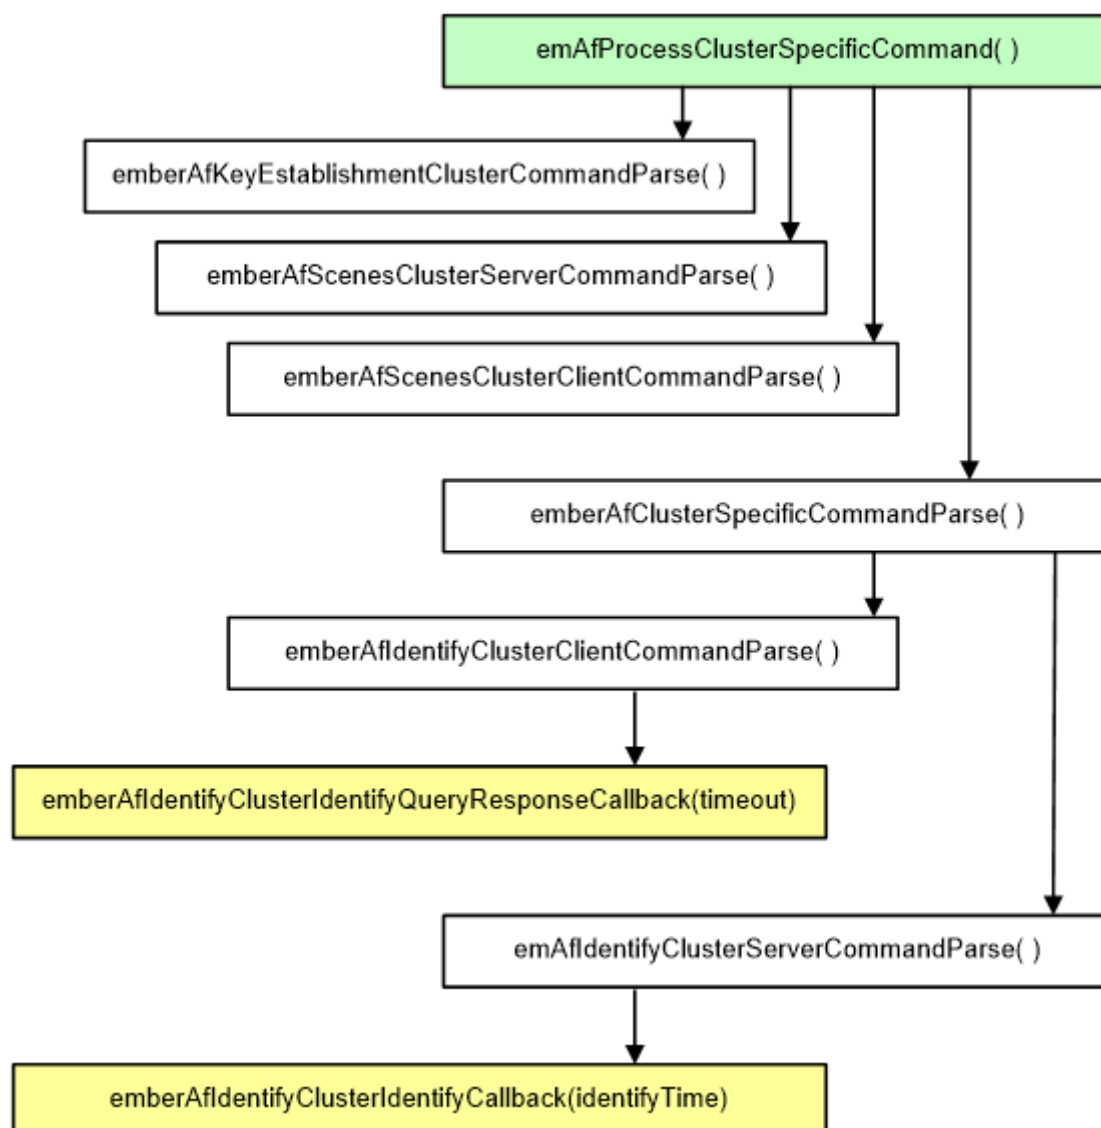 emAfProcessClusterSpecificCommand( )
emberAfKeyEstablishmentClusterCommandParse( )
emberAfScenesClusterServerCommandParse( )
emberAfScenesClusterClientCommandParse( )
emberAfClusterSpecificCommandParse( )
emberAfIdentifyClusterClientCommandParse( )
emberAfIdentifyClusterIdentifyQueryResponseCallback(timeout)
emAfIdentifyClusterServerCommandParse( )
emberAfIdentifyClusterIdentifyCallback(identifyTime)